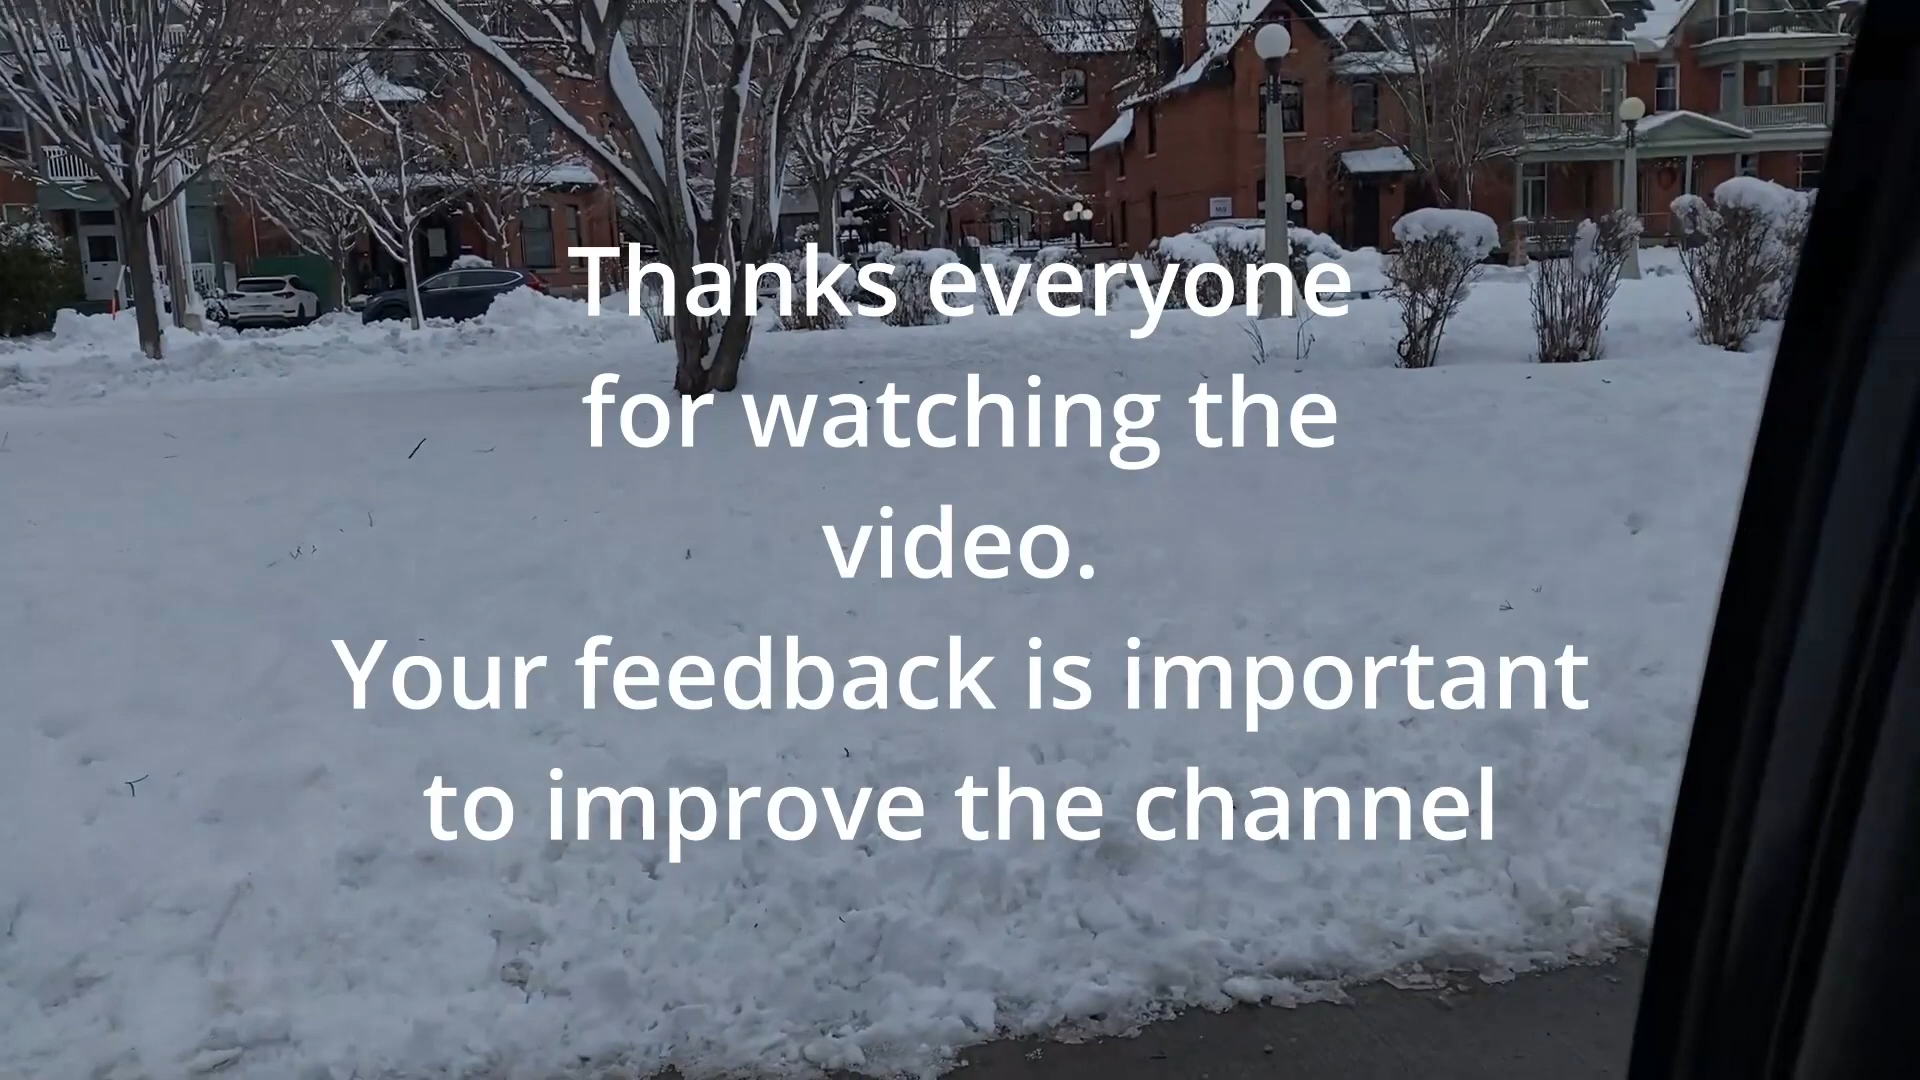 Thanks everyone
for watching the
video.
Your feedback is important
to improve the channel